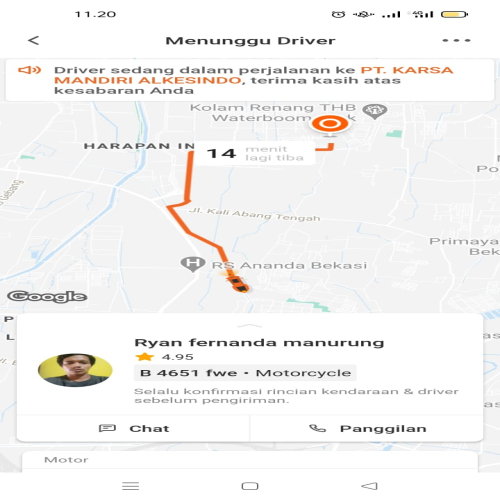 11.20
4G
Menunggu Driver
Driver sedang dalam perjalanan ke PT. KARSA
MANDIRI ALKESINDO, terima kasih atas
kesabaran Anda
Kolam Renang THB
Waterboom
HARAPAN IN
14 menit
lagi tiba
Jl. Kali Abang Tengah
Primaya
Bek
RS Ananda Bekasi
Google
Ryan fernanda manurung
4.95
B 4651 fwe • Motorcycle
Selalu konfirmasi rincian kendaraan & driver
sebelum pengiriman.
Chat
Panggilan
Motor